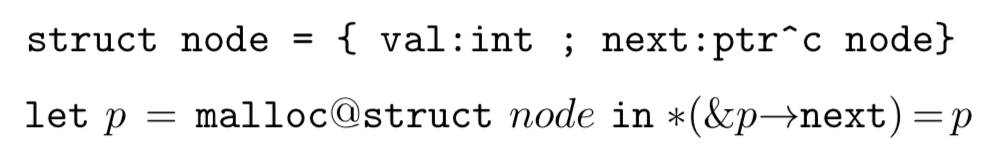 struct node = { val:int ; next:ptr^c node}
let p = malloc@struct node in *(&p→next) = p